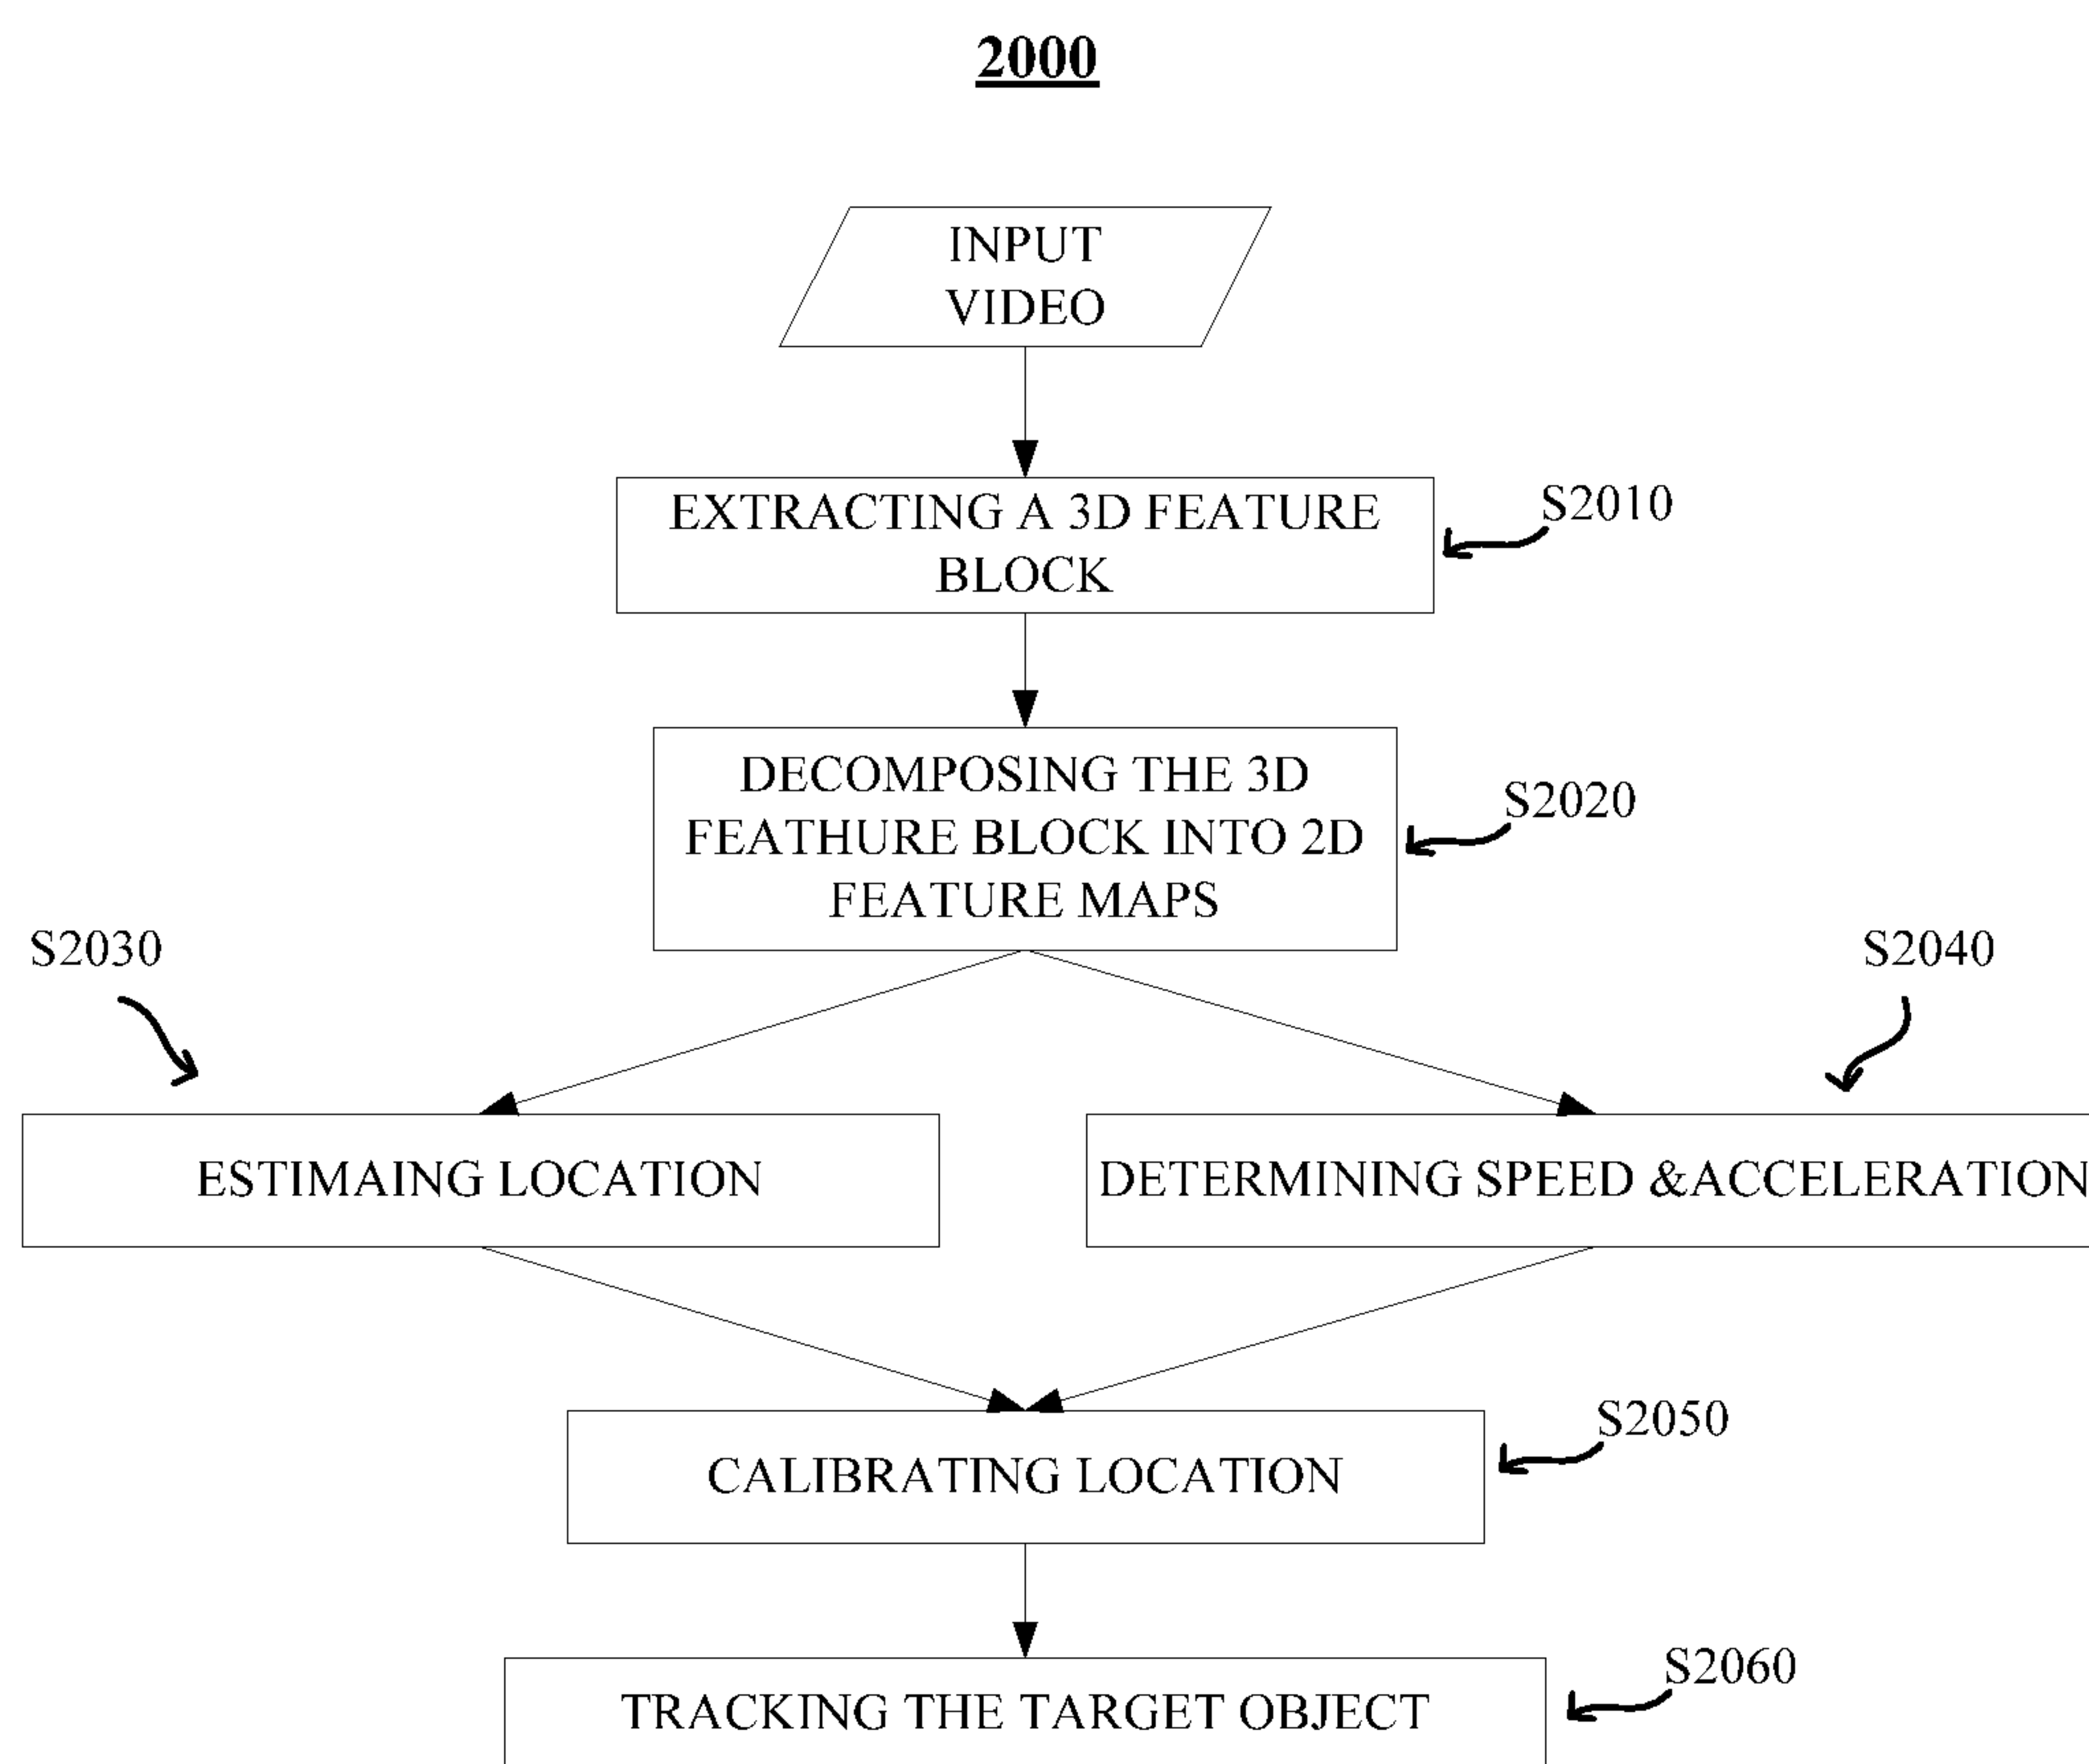 2000
INPUT
VIDEO
EXTRACTING A 3D FEATURE
BLOCK
S2010
DECOMPOSING THE 3D
FEATHURE BLOCK INTO 2D
FEATURE MAPS
S2020
S2030
S2040
ESTIMAING LOCATION
DETERMINING SPEED &ACCELERATION
CALIBRATING LOCATION
S2050
TRACKING THE TARGET OBJECT
S2060